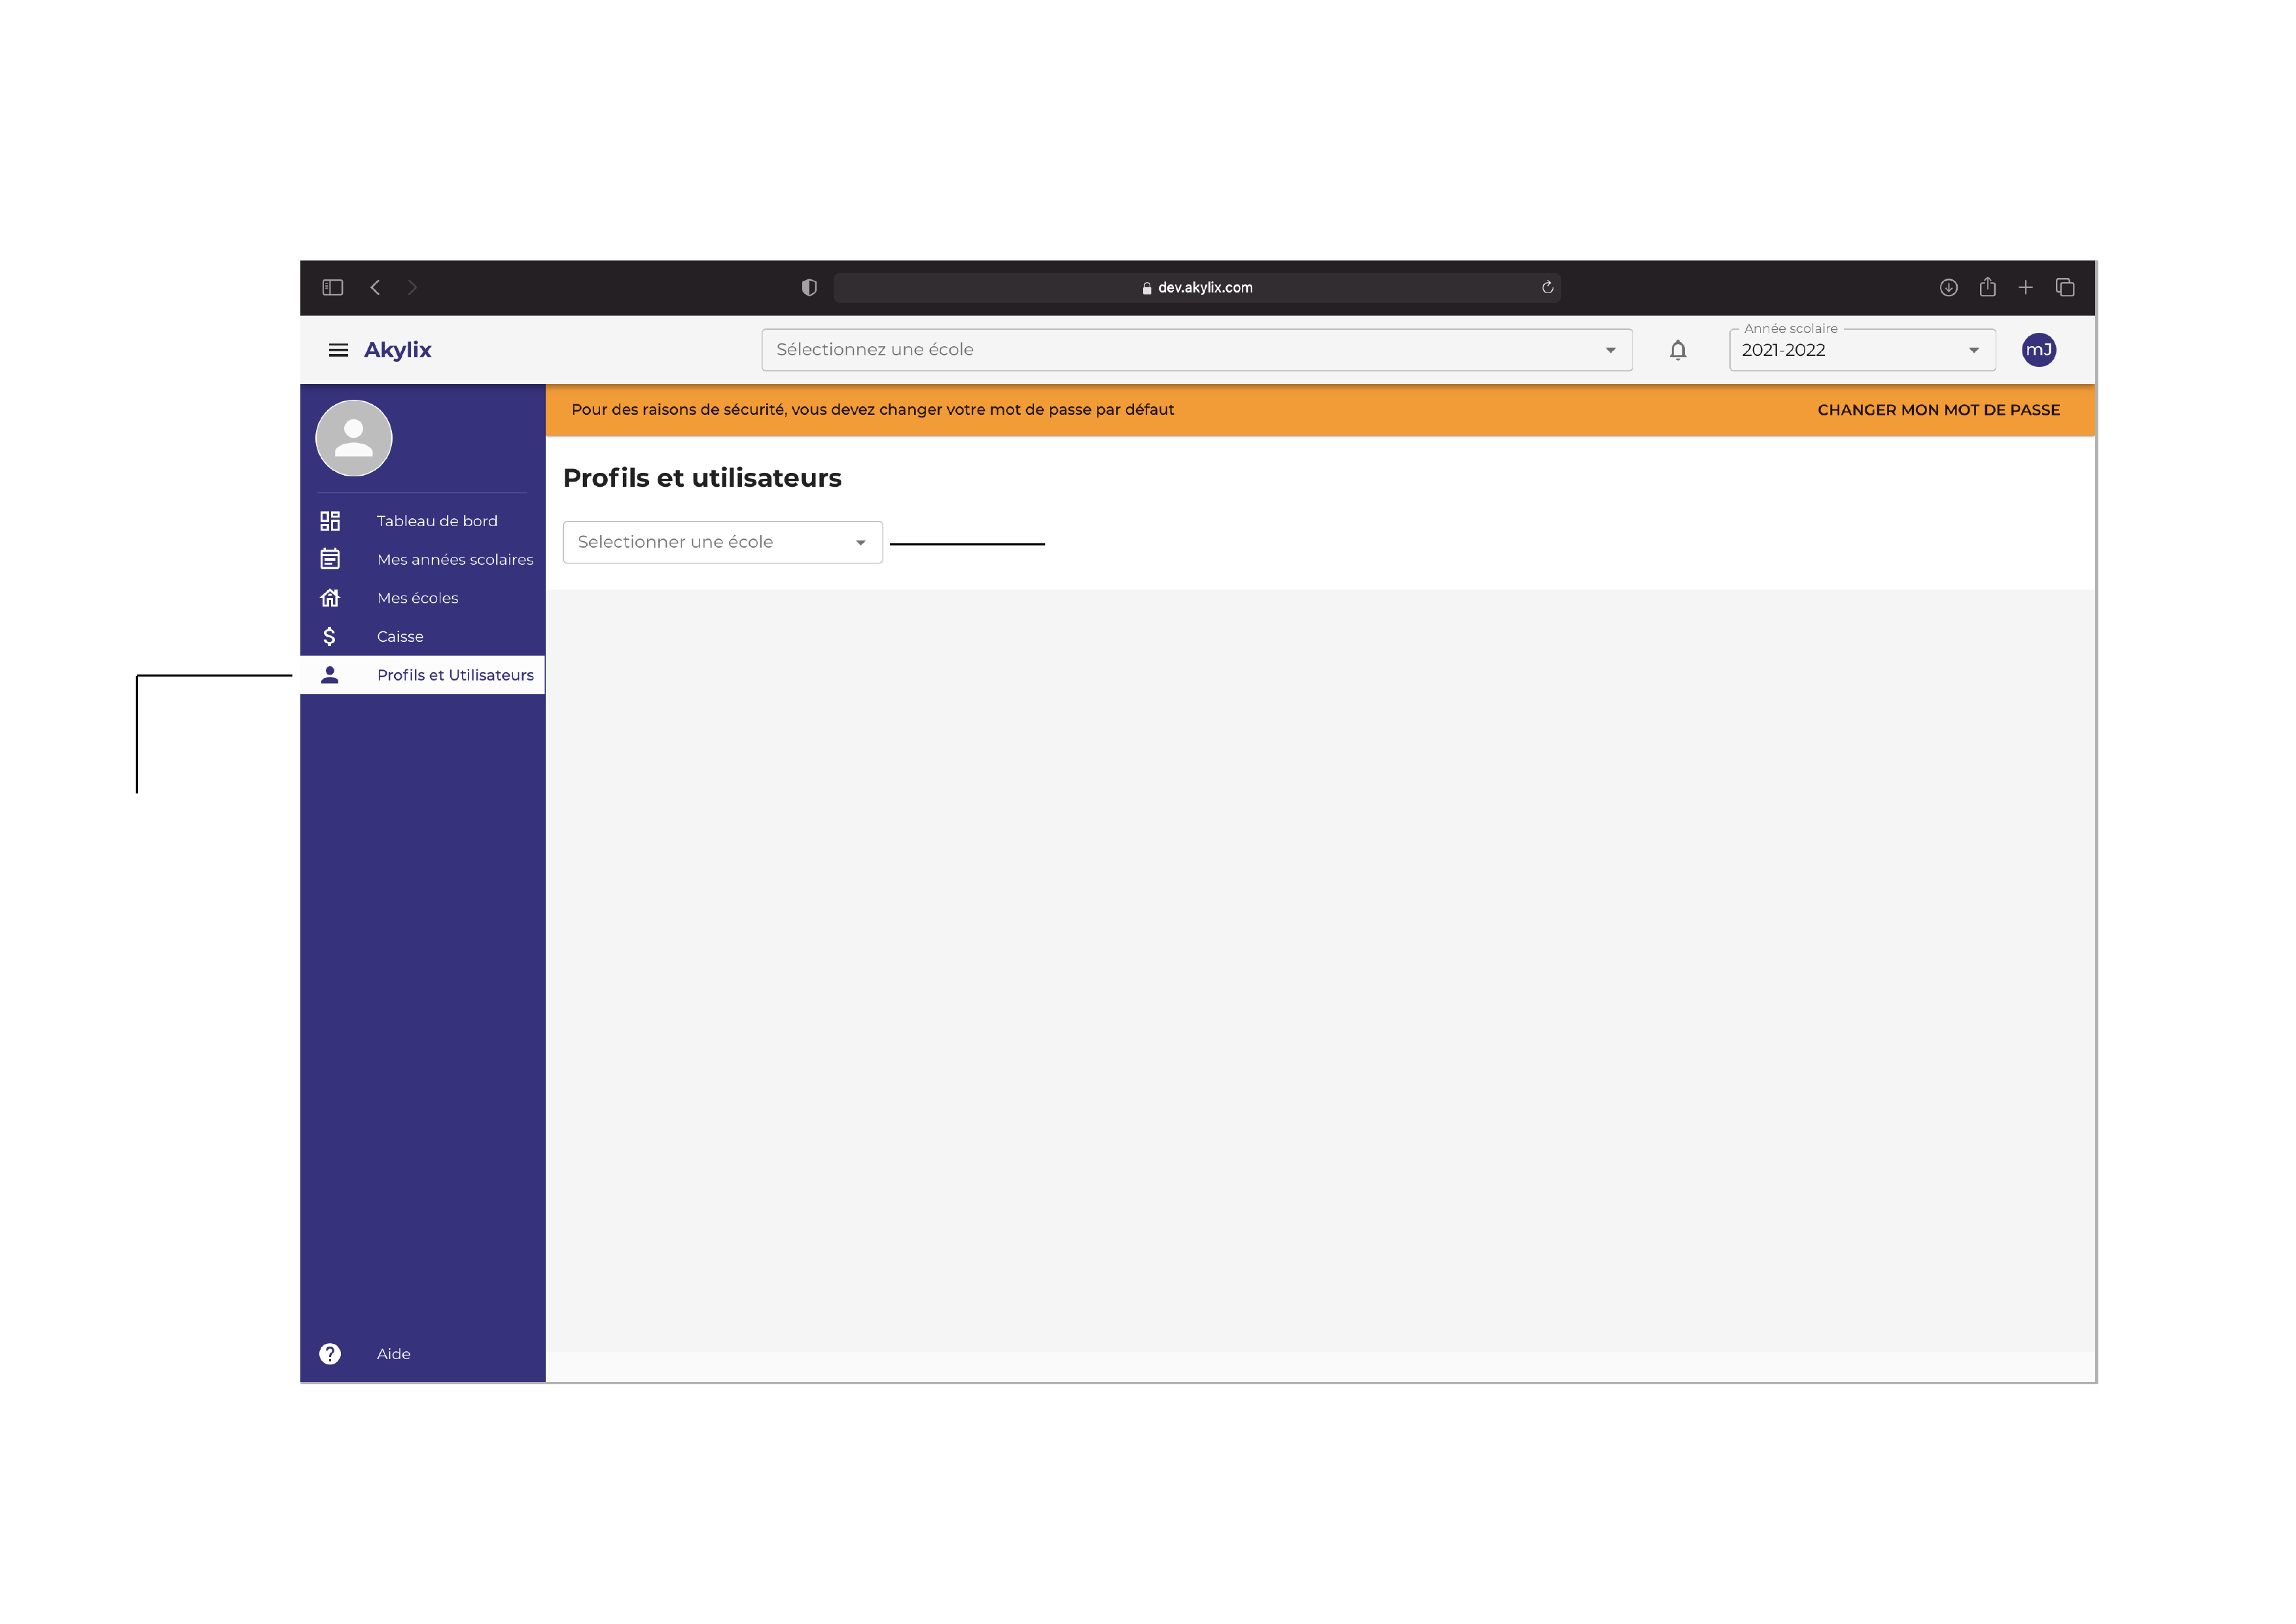 dev.akylix.com
Akylix
Sélectionnez une école
Année scolaire
2021-2022
mJ
Pour des raisons de sécurité, vous devez changer votre mot de passe par défaut
CHANGER MON MOT DE PASSE
Profils et utilisateurs
Selectionner une école
Tableau de bord
Mes années scolaires
Mes écoles
Caisse
Profils et Utilisateurs
Aide